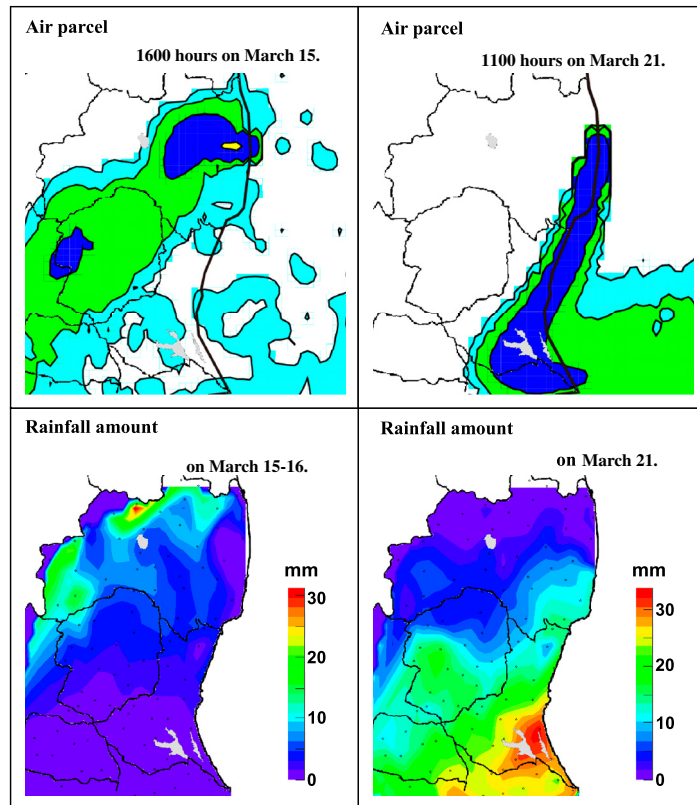 Air parcel
1600 hours on March 15.
Air parcel
1100 hours on March 21.
Rainfall amount
on March 15-16.
mm
30
20
10
0
Rainfall amount
on March 21.
mm
30
20
10
0